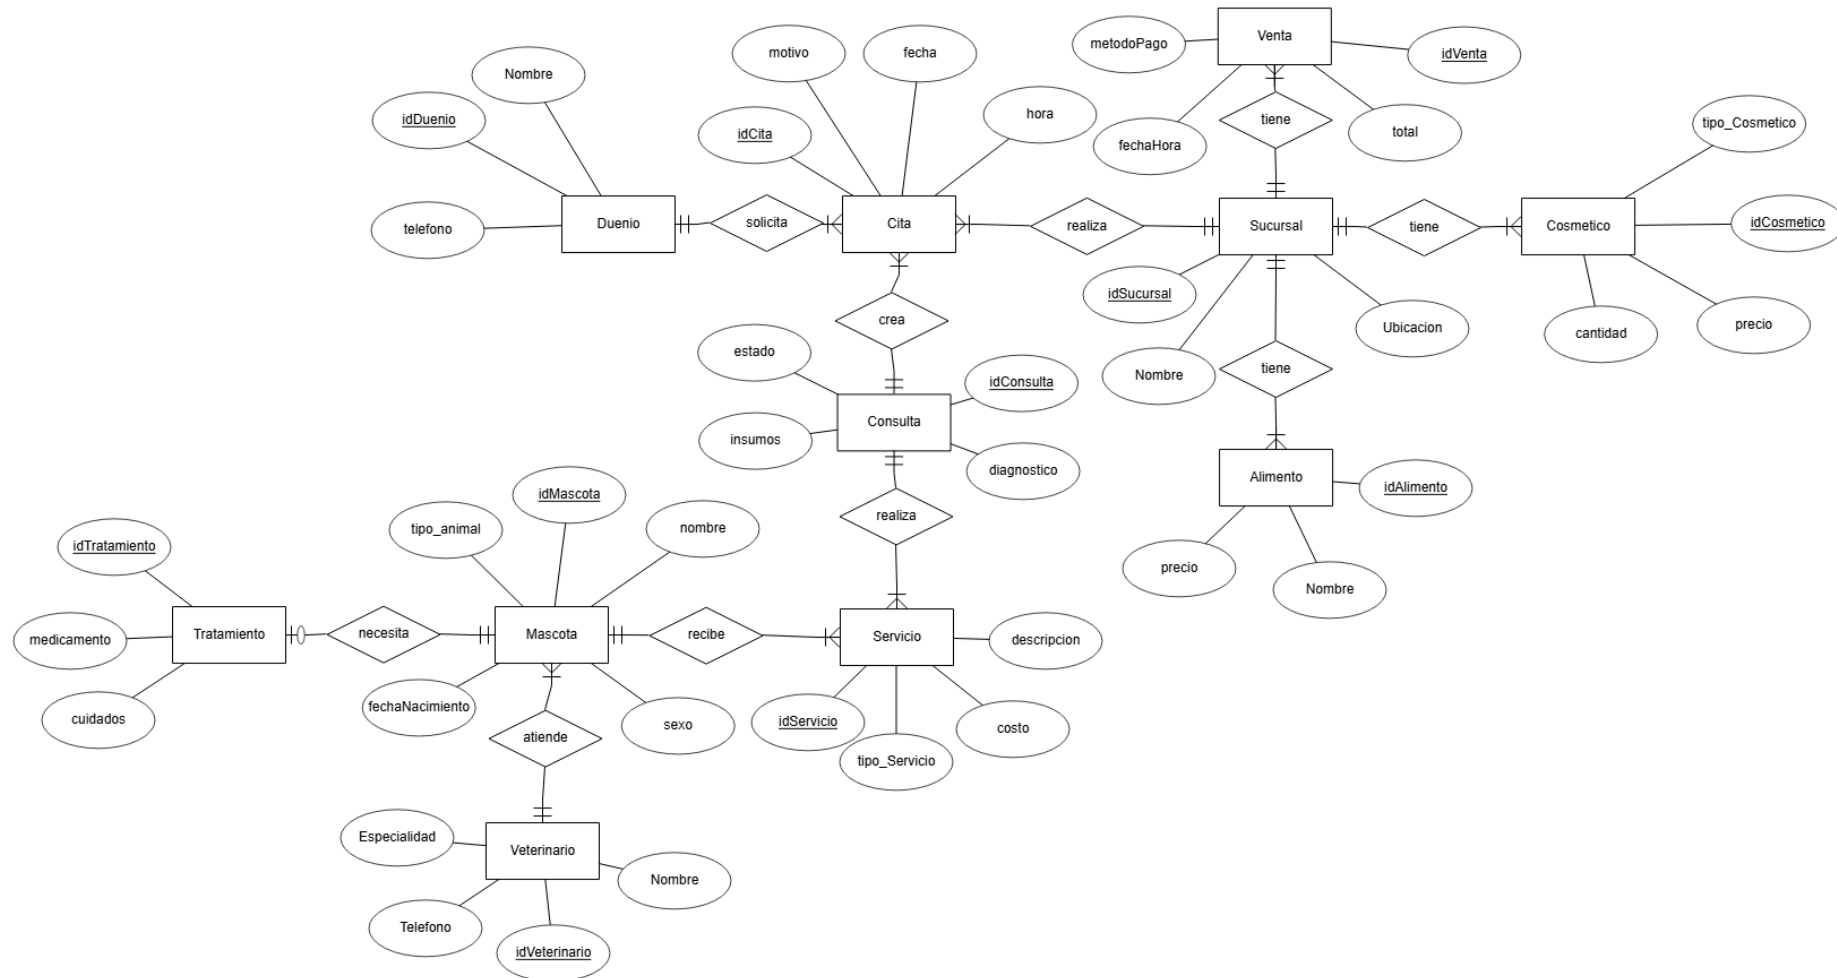 Venta
metodoPago
idVenta
motivo
fecha
Nombre
hora
idDuenio
idCita
tiene
total
tipo_Cosmetico
fechaHora
Duenio
solicita
Cita
realiza
Sucursal
tiene
Cosmetico
idCosmetico
telefono
idSucursal
Ubicacion
cantidad
precio
crea
estado
idConsulta
Nombre
tiene
Consulta
insumos
diagnostico
Alimento
idAlimento
idMascota
tipo_animal
nombre
realiza
idTratamiento
precio
Nombre
medicamento
Tratamiento
necesita
Mascota
recibe
Servicio
descripcion
cuidados
fechaNacimiento
sexo
idServicio
costo
tipo_Servicio
atiende
Especialidad
Veterinario
Nombre
Telefono
idVeterinario